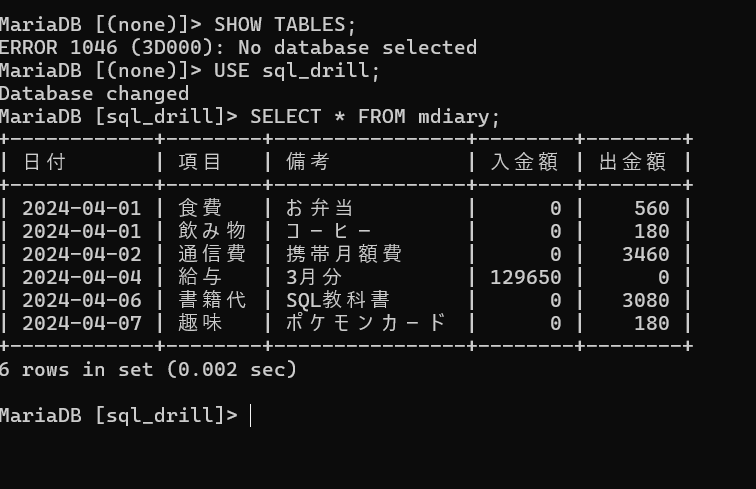 MariaDB [(none)]> SHOW TABLES;
ERROR 1046 (3D000): No database selected
MariaDB [(none)]> USE sql_drill;
Database changed
MariaDB [sql_drill]> SELECT * FROM mdiary;
+------------+--------+----------------+--------+--------+
| 日付       | 項目   | 備考           | 入金額 | 出金額 |
+------------+--------+----------------+--------+--------+
| 2024-04-01 | 食費   | お弁当         |      0 |    560 |
| 2024-04-01 | 飲み物 | コーヒー       |      0 |    180 |
| 2024-04-02 | 通信費 | 携帯月額費     |      0 |   3460 |
| 2024-04-04 | 給与   | 3月分          | 129650 |      0 |
| 2024-04-06 | 書籍代 | SQL教科書      |      0 |   3080 |
| 2024-04-07 | 趣味   | ポケモンカード |      0 |    180 |
+------------+--------+----------------+--------+--------+
6 rows in set (0.002 sec)
MariaDB [sql_drill]>